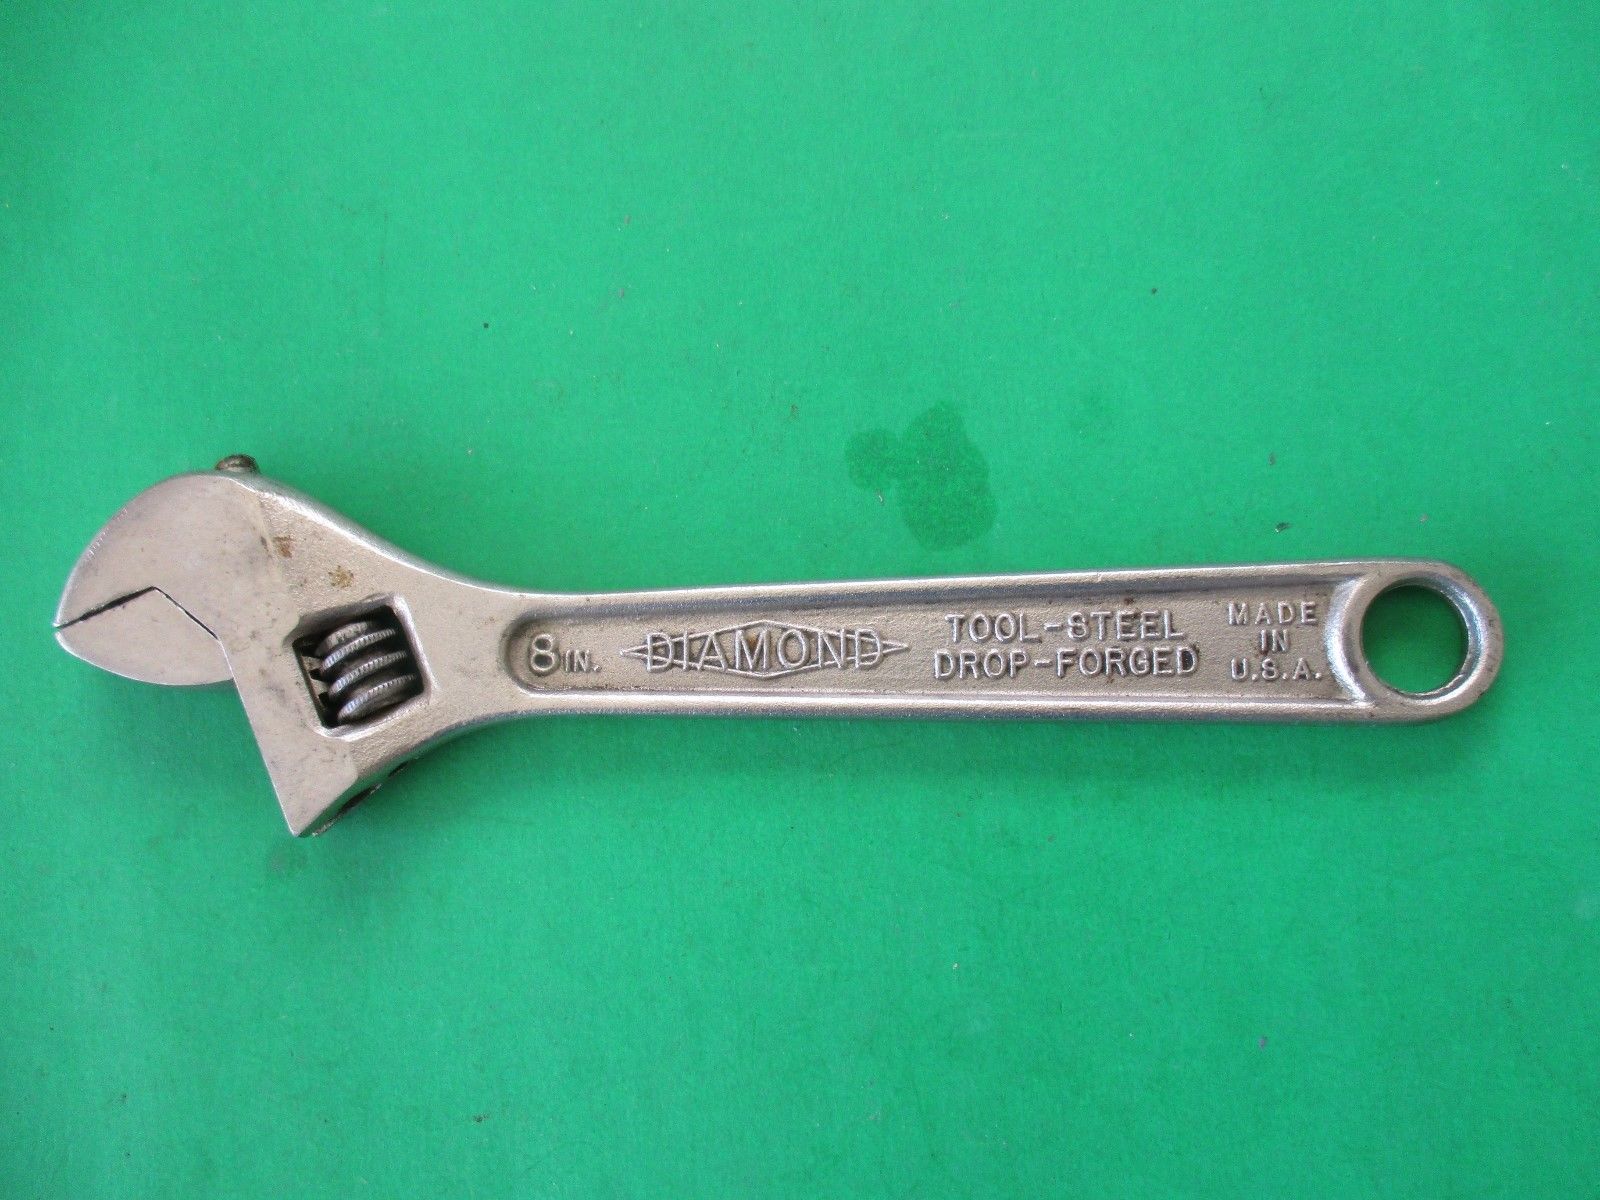 8 IN.
DIAMOND
TOOL-STEEL
DROP-FORGED
MADE
IN
U.S.A.